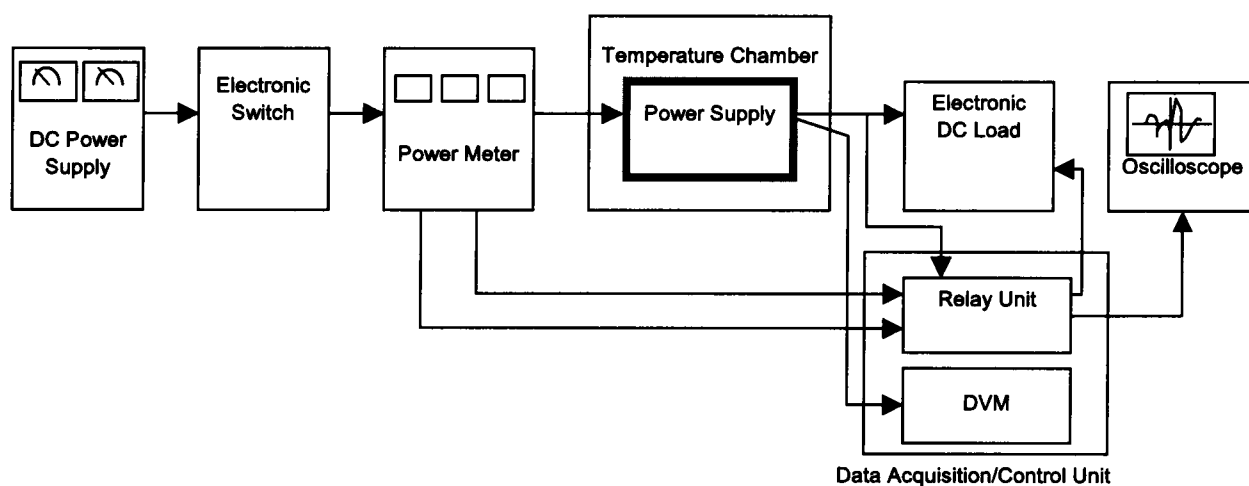 DC Power
Supply
Electronic
Switch
Power Meter
Temperature Chamber
Power Supply
Electronic
DC Load
Oscilloscope
Relay Unit
DVM
Data Acquisition/Control Unit